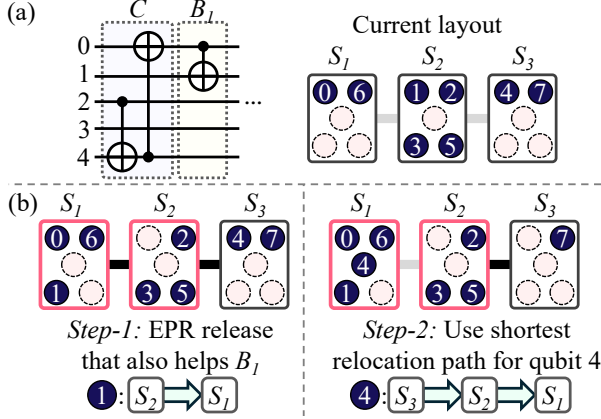 (a)
C
B1
0
1
2
3
4
...
Current layout
S1
S2
S3
0 6
1 2
4 7
3 5
(b)
S1
S2
S3
0 6
2
4 7
1
3 5
Step-1: EPR release
that also helps B1
1 : S2 S1
S1
S2
S3
0 6
2
7
4
1
3 5
Step-2: Use shortest
relocation path for qubit 4
4 : S3 S2 S1